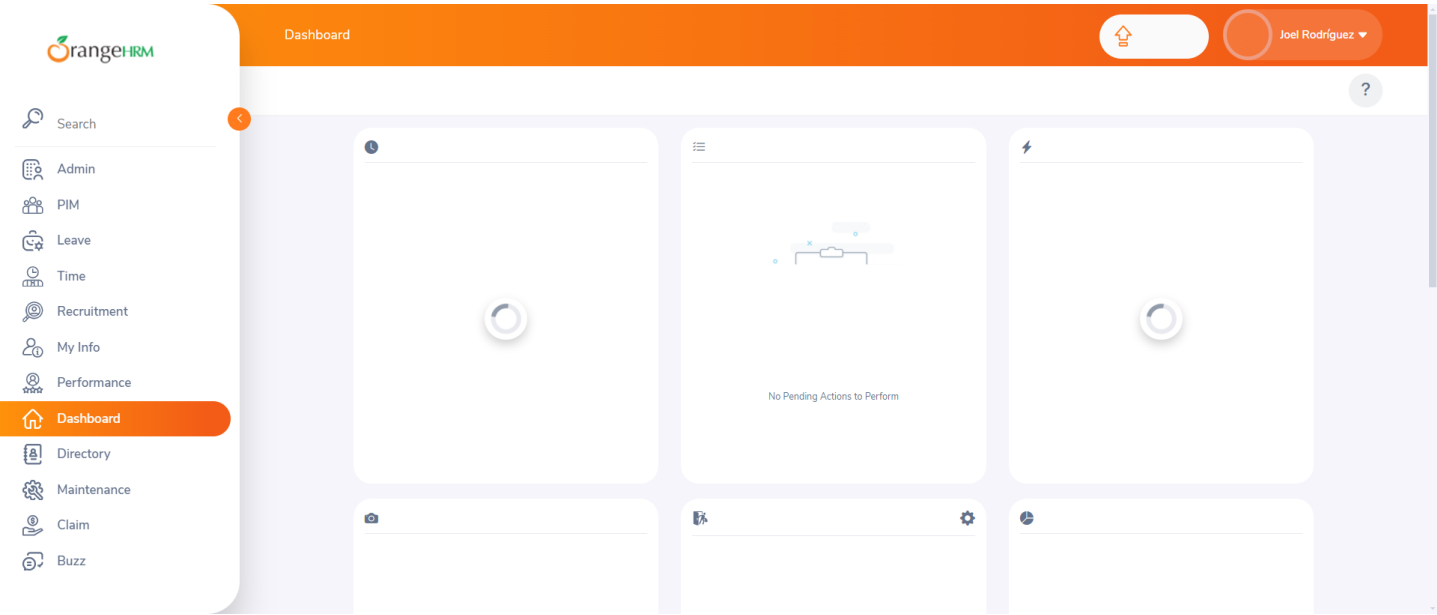 OrangeHRM
Dashboard
Joel Rodríguez
?
Search
Admin
PIM
Leave
Time
Recruitment
My Info
Performance
Dashboard
Directory
Maintenance
Claim
Buzz
No Pending Actions to Perform